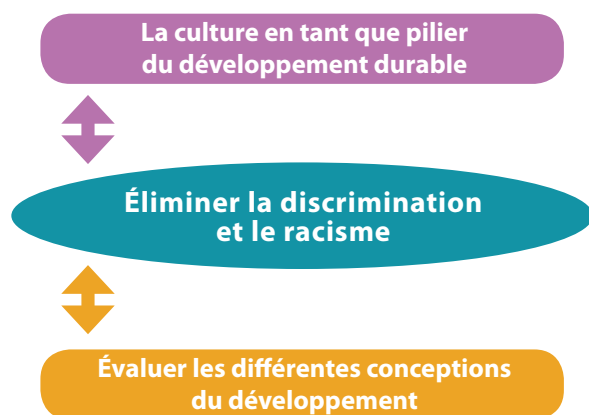 La culture en tant que pilier
du développement durable
Éliminer la discrimination
et le racisme
Évaluer les différentes conceptions
du développement